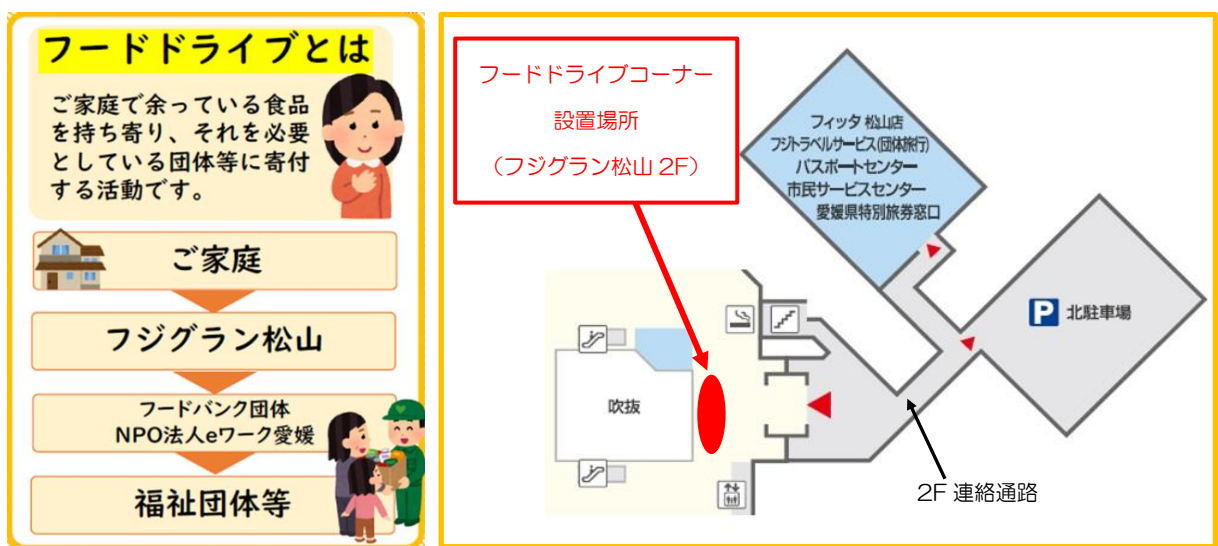 フードドライブとは
ご家庭で余っている食品
を持ち寄り、それを必要
としている団体等に寄付
する活動です。
ご家庭
フジグラン松山
フードバンク団体
NPO法人eワーク愛媛
福祉団体等
フードドライブコーナー
設置場所
（フジグラン松山 2F）
フィッタ 松山店
フジトラベルサービス(団体旅行)
パスポートセンター
市民サービスセンター
愛媛県特別旅券窓口
P 北駐車場
吹抜
2F 連絡通路